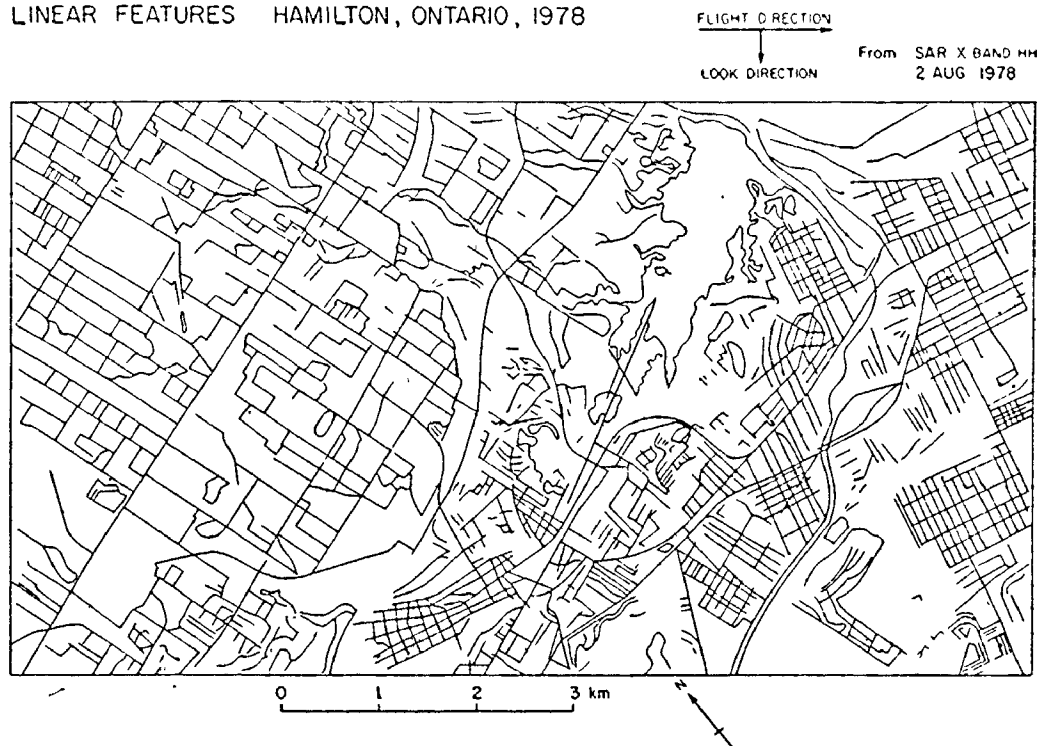 LINEAR FEATURES HAMILTON, ONTARIO, 1978
FLIGHT DIRECTION
LOOK DIRECTION
From SAR X BAND HH
2 AUG 1978
0 1 2 3 km
N